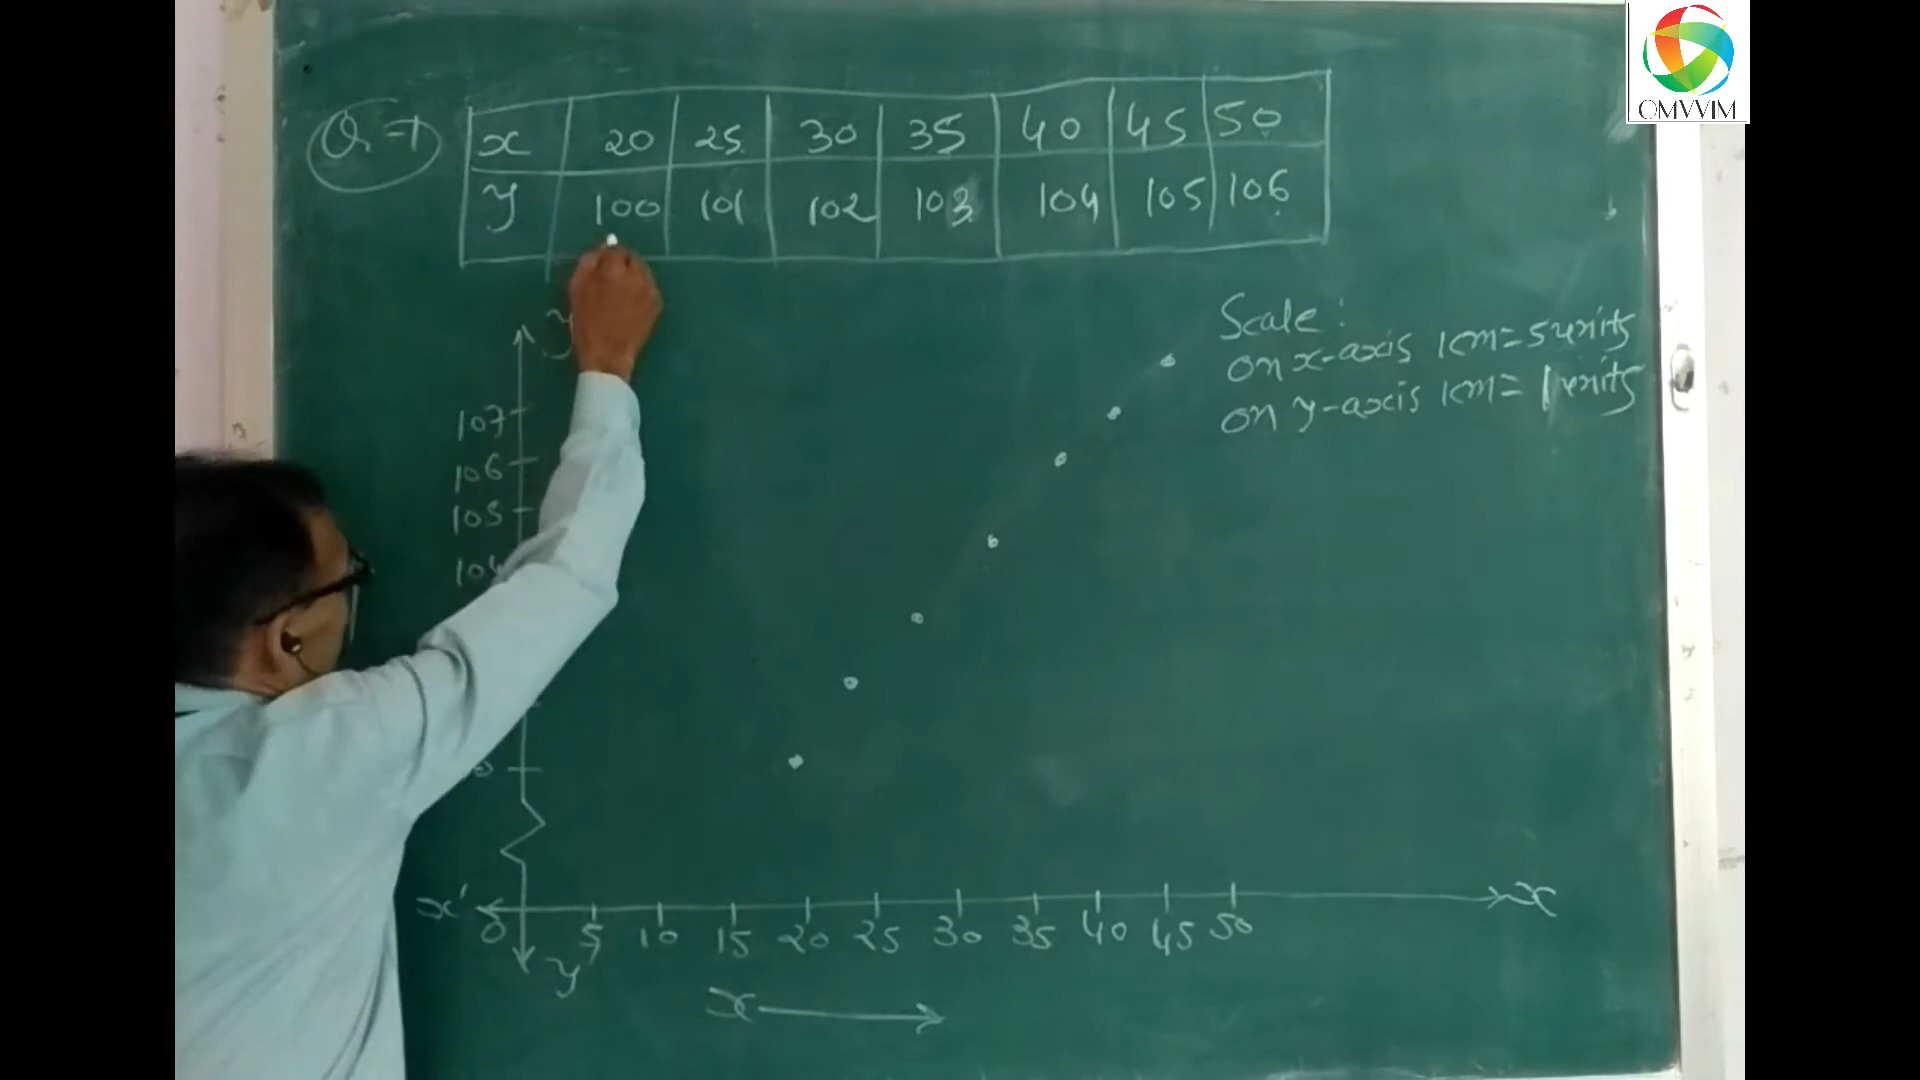 OMVVIM
Q-1
x 20 25 30 35 40 45 50
y 100 101 102 103 104 105 106
Scale:
on x-axis 1cm=5units
on y-axis 1cm=1units
y
107
106
105
104
x' 0 5 10 15 20 25 30 35 40 45 50 x
y'
x